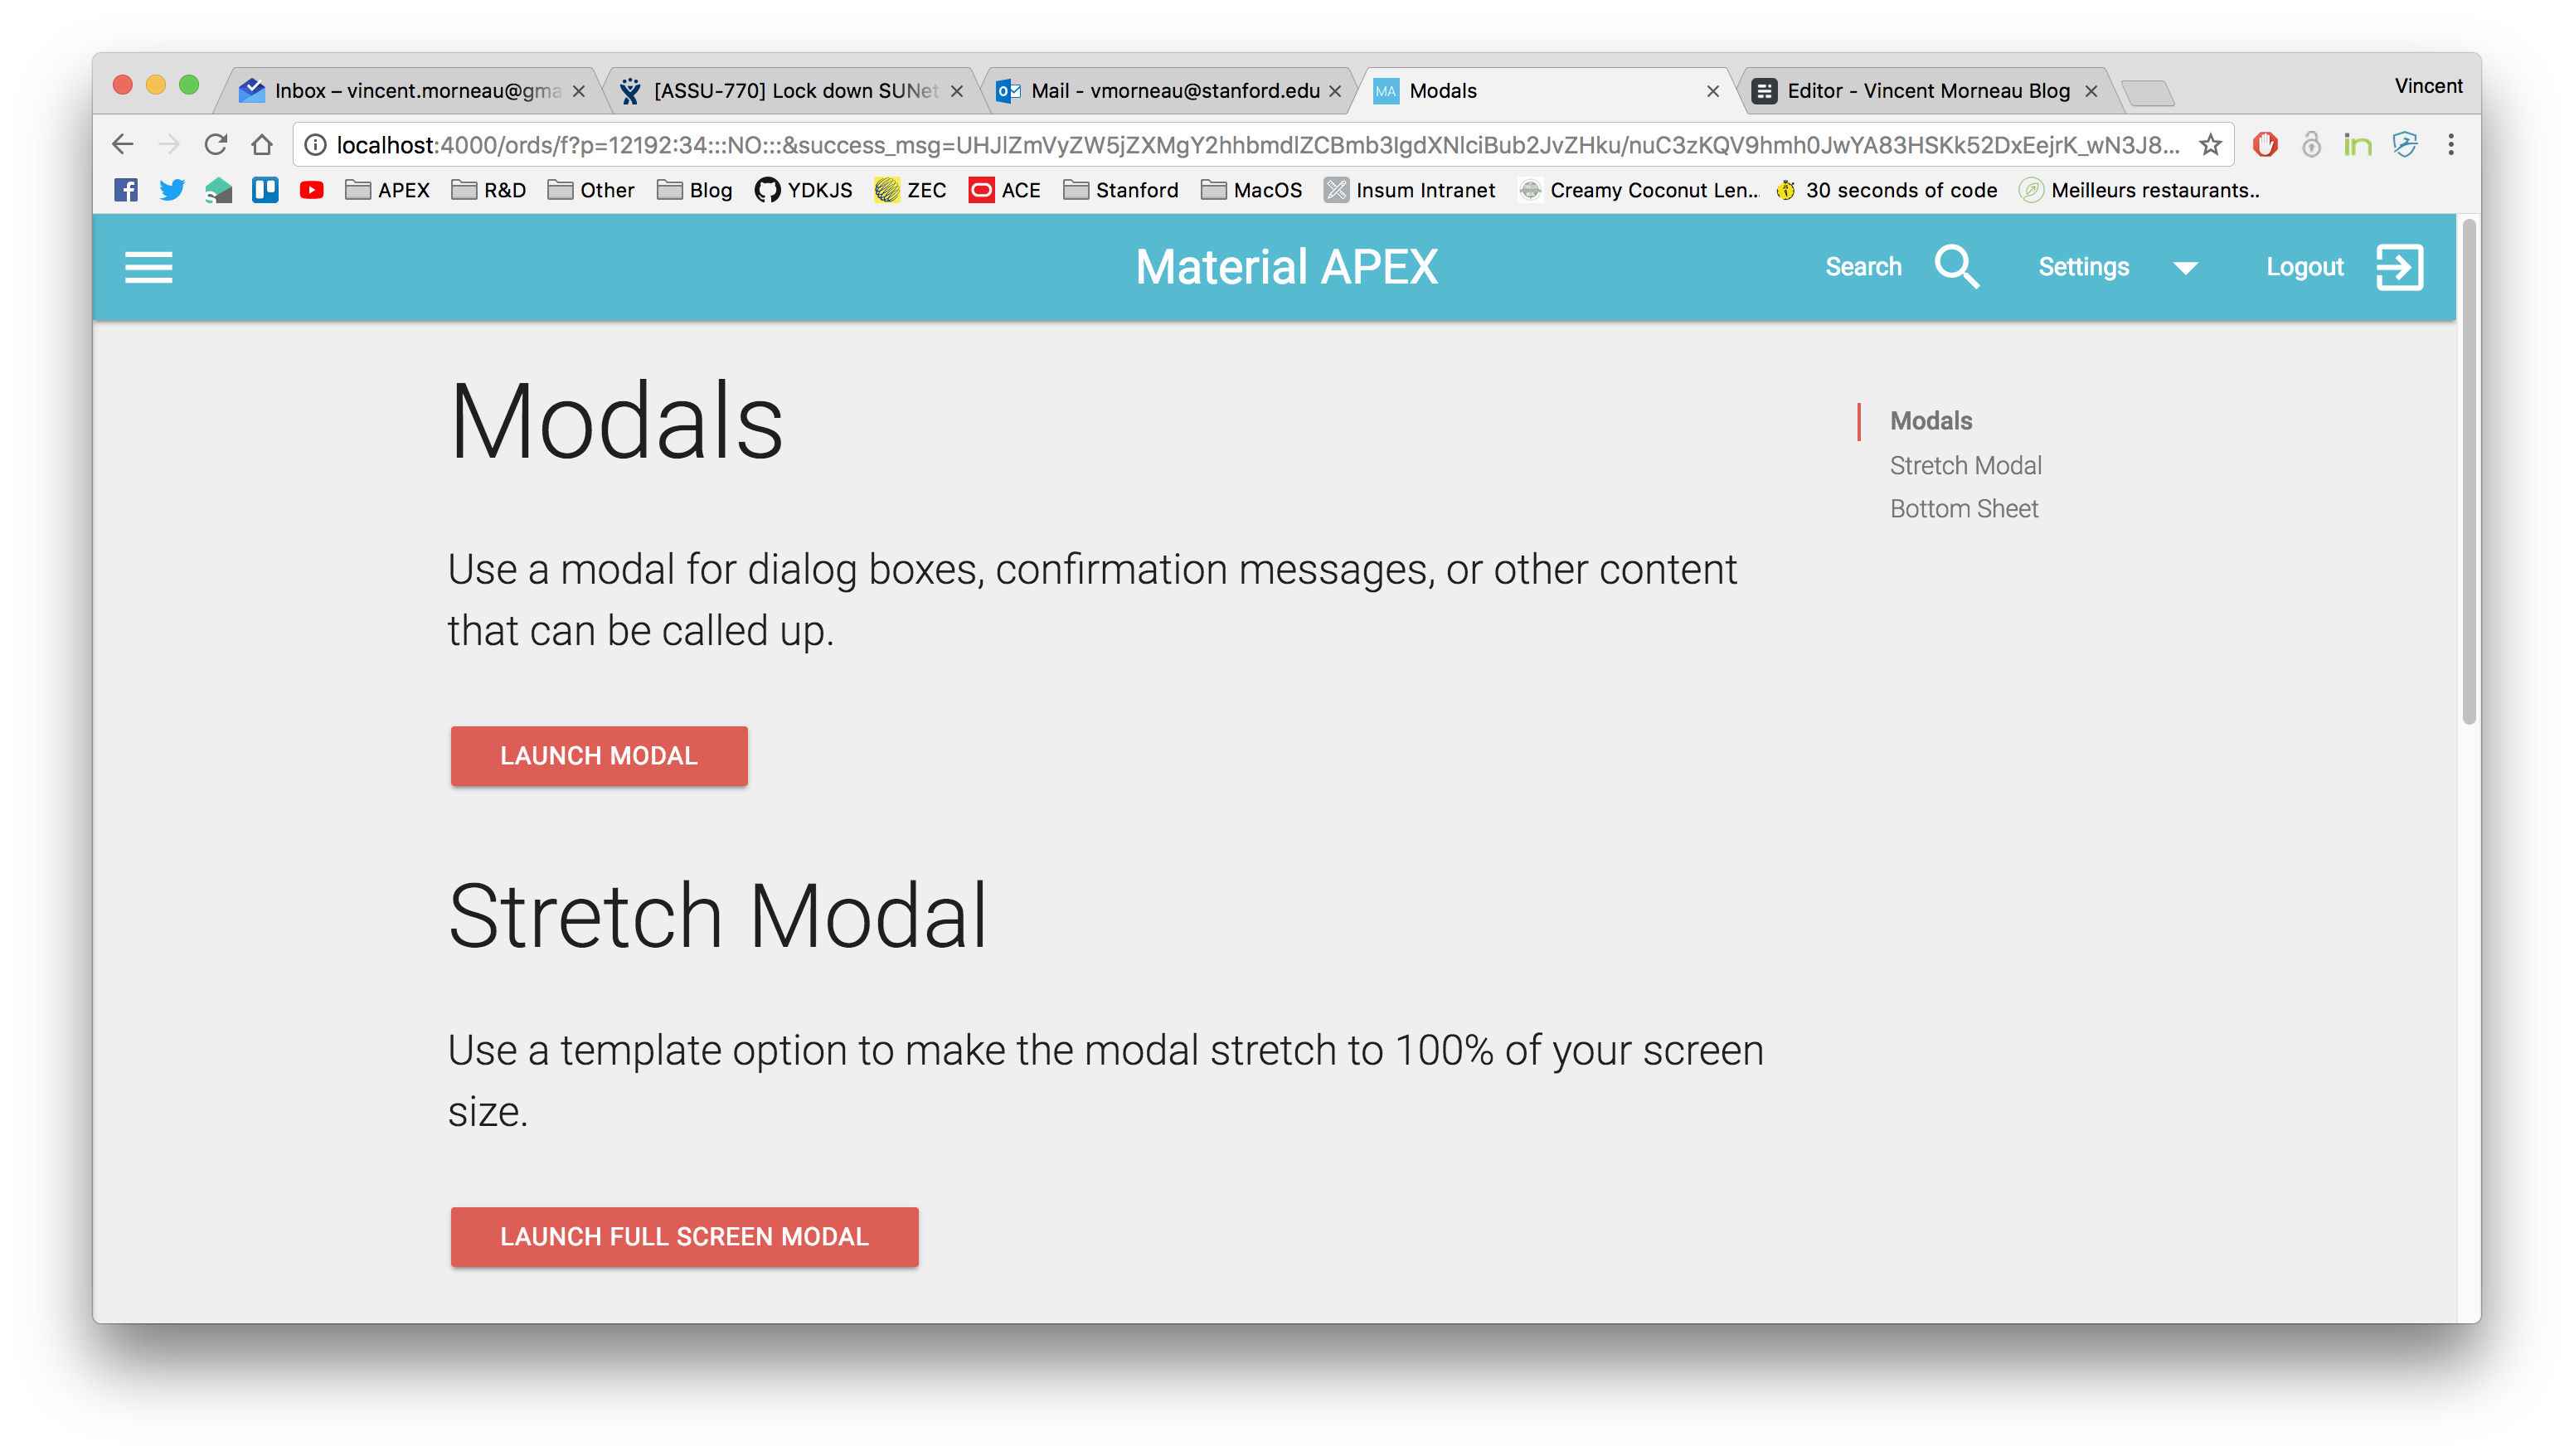 Inbox – vincent.morneau@gma
[ASSU-770] Lock down SUNet
Mail - vmorneau@stanford.edu
MA
Modals
Editor - Vincent Morneau Blog
Vincent
localhost:4000/ords/f?p=12192:34:::NO:::&success_msg=UHJlZmVyZW5jZXMgY2hhbmdlZCBmb3IgdXNlciBub2JvZHku/nuC3zKQV9hmh0JwYA83HSKk52DxEejrK_wN3J8...
in
APEX
R&D
Other
Blog
YDKJS
ZEC
ACE
Stanford
MacOS
Insum Intranet
Creamy Coconut Len...
30 seconds of code
Meilleurs restaurants..
Material APEX
Search
Settings
Logout
Modals
Use a modal for dialog boxes, confirmation messages, or other content
that can be called up.
LAUNCH MODAL
Stretch Modal
Use a template option to make the modal stretch to 100% of your screen
size.
LAUNCH FULL SCREEN MODAL
Modals
Stretch Modal
Bottom Sheet